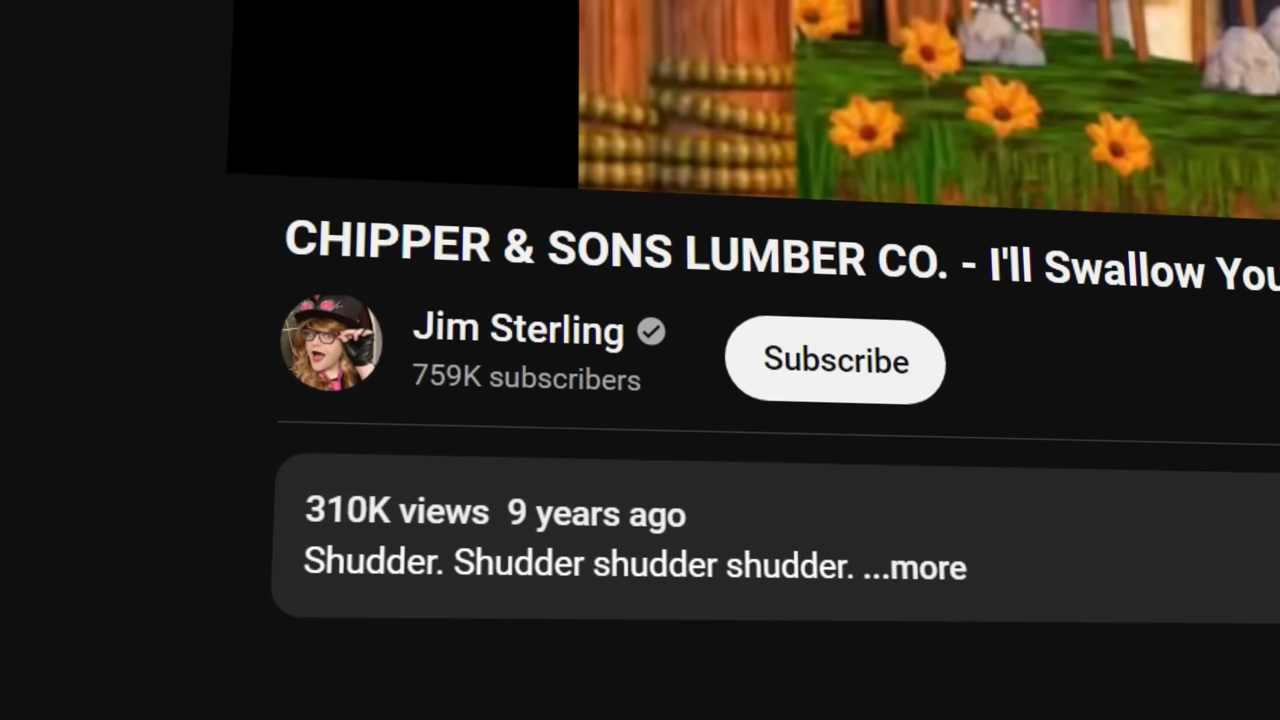 CHIPPER & SONS LUMBER CO. - I'll Swallow You
Jim Sterling
759K subscribers
Subscribe
310K views 9 years ago
Shudder. Shudder shudder shudder. ...more